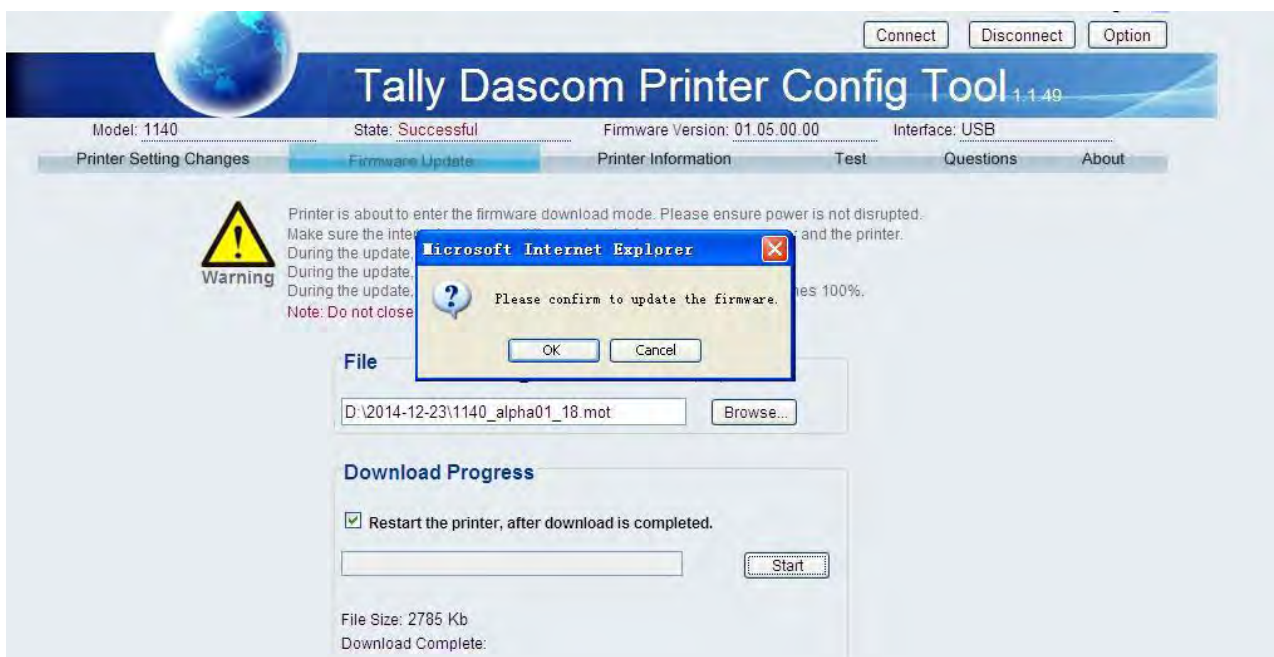 Connect Disconnect Option
Tally Dascom Printer Config Tool 1.1.49
Model: 1140 State: Successful Firmware Version: 01.05.00.00 Interface: USB
Printer Setting Changes Firmware Update Printer Information Test Questions About
Printer is about to enter the firmware download mode. Please ensure power is not disrupted.
Make sure the and the printer.
During the update,
During the update,
During the update, 100%.
Warning
Note: Do not close
Microsoft Internet Explorer
Please confirm to update the firmware.
OK Cancel
File
D:\2014-12-23\1140_alpha01_18.mot Browse...
Download Progress
Restart the printer, after download is completed.
Start
File Size: 2785 Kb
Download Complete: